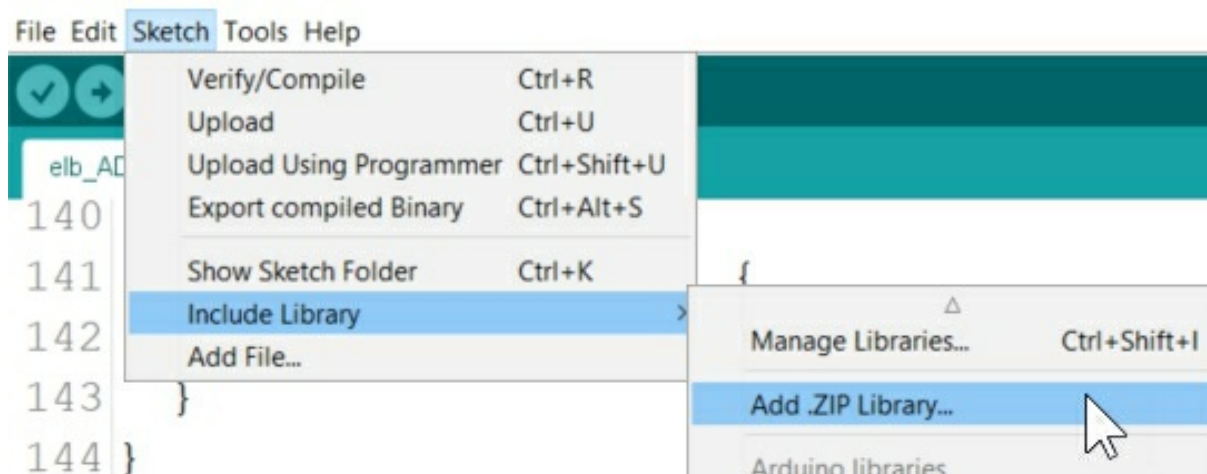 File Edit Sketch Tools Help
Verify/Compile Ctrl+R
Upload Ctrl+U
elb_AD
Upload Using Programmer Ctrl+Shift+U
140
Export compiled Binary Ctrl+Alt+S
141
Show Sketch Folder Ctrl+K
{
Include Library >
142
Manage Libraries... Ctrl+Shift+I
Add File...
143 }
Add .ZIP Library...
144 }
Arduino libraries